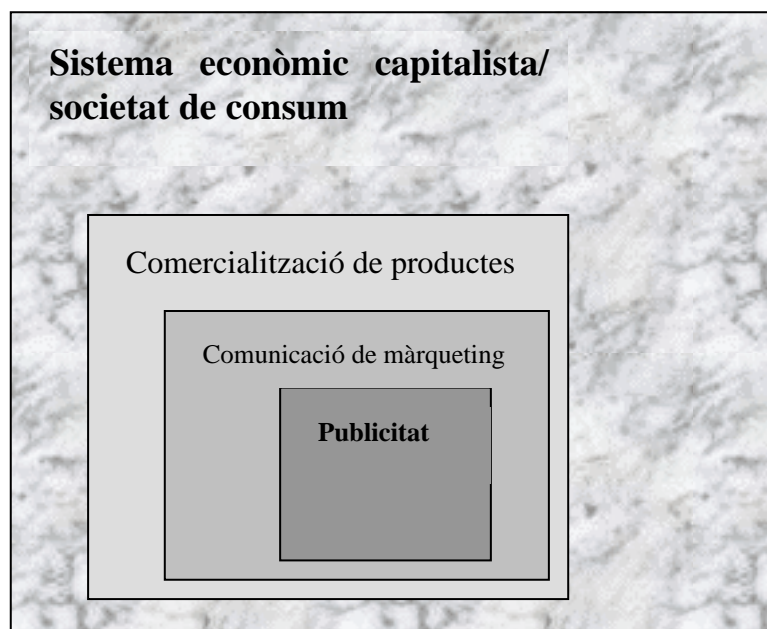 Sistema econòmic capitalista/
societat de consum
Comercialització de productes
Comunicació de màrqueting
Publicitat